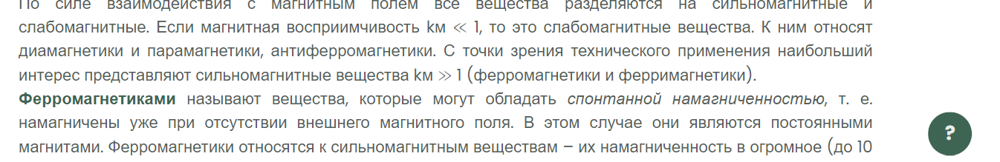 По силе взаимодействия с магнитным полем все вещества разделяются на сильномагнитные и
слабомагнитные. Если магнитная восприимчивость kм ≪ 1, то это слабомагнитные вещества. К ним относят
диамагнетики и парамагнетики, антиферромагнетики. С точки зрения технического применения наибольший
интерес представляют сильномагнитные вещества kм ≫ 1 (ферромагнетики и ферримагнетики).
Ферромагнетиками называют вещества, которые могут обладать спонтанной намагниченностью, т. е.
намагничены уже при отсутствии внешнего магнитного поля. В этом случае они являются постоянными
магнитами. Ферромагнетики относятся к сильномагнитным веществам – их намагниченность в огромное (до 10
?